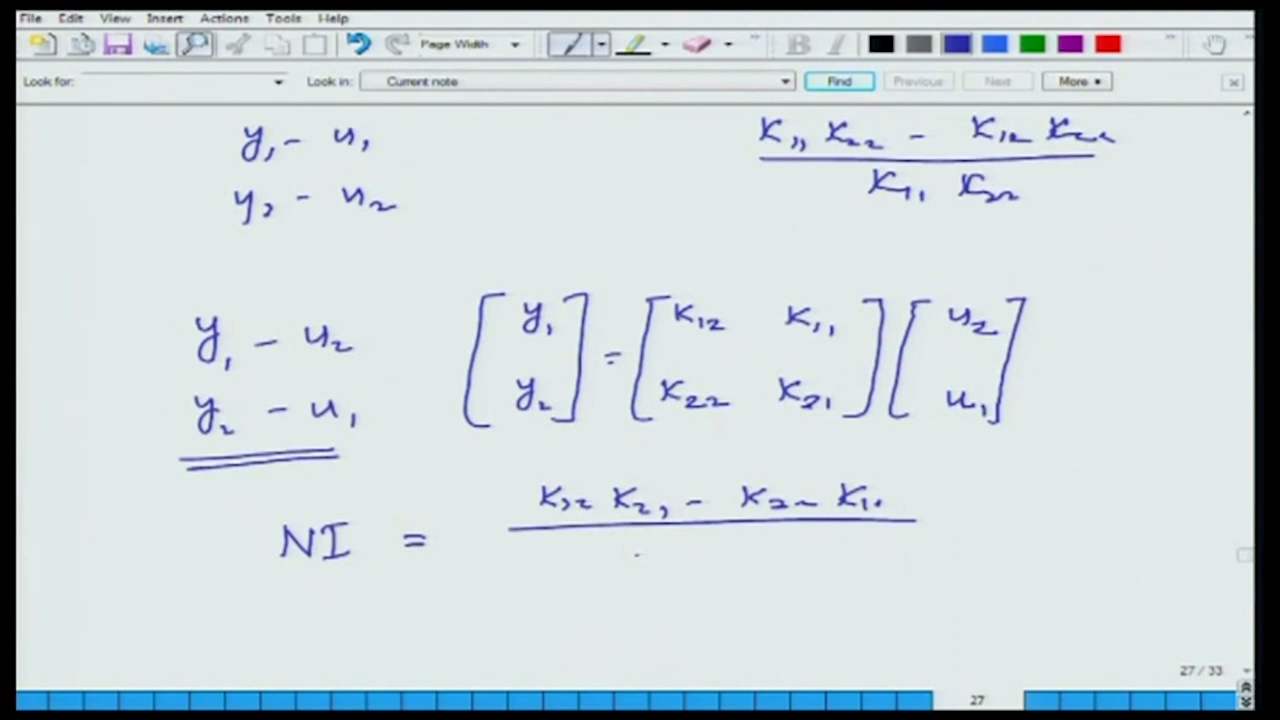 File Edit View Insert Actions Tools Help
Page Width
Look for: Look in: Current note Find Previous Next More
y₁ - u₁
y₂ - u₂
K₁₁ K₂₂ - K₁₂ K₂₁
K₁₁ K₂₂
y₁ - u₂
y₂ - u₁
[y₁ y₂] = [K₁₂ K₁₁ K₂₂ K₂₁] [u₂ u₁]
NI = K₁₂ K₂₁ - K₂₂ K₁₁
27 / 33
27